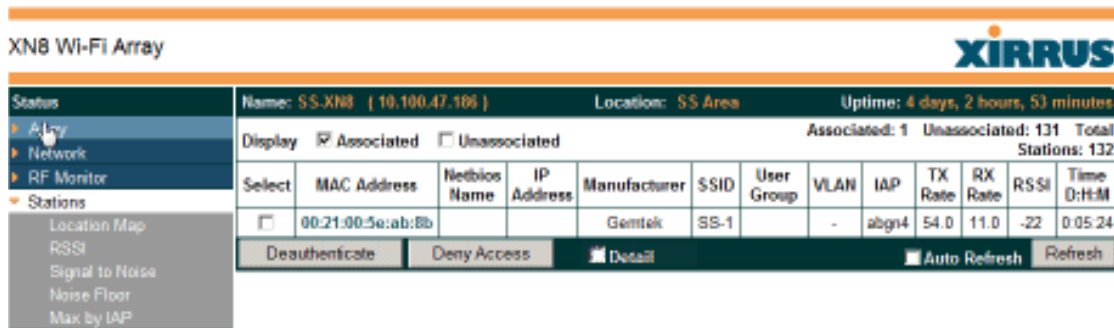 XN8 Wi-Fi Array
XIRRUS
Status
Array
Network
RF Monitor
Stations
Location Map
RSSI
Signal to Noise
Noise Floor
Max by IAP
Name: SS-XN8 ( 10.100.47.186 ) Location: SS Area Uptime: 4 days, 2 hours, 53 minutes
Display Associated Unassociated Associated: 1 Unassociated: 131 Total
Stations: 132
Select MAC Address Netbios Name IP Address Manufacturer SSID User Group VLAN IAP TX Rate RX Rate RSSI Time D:H:M
00:21:00:5e:ab:8b Gemtek SS-1 - abgn4 54.0 11.0 -22 0:05:24
Deauthenticate Deny Access Detail Auto Refresh Refresh